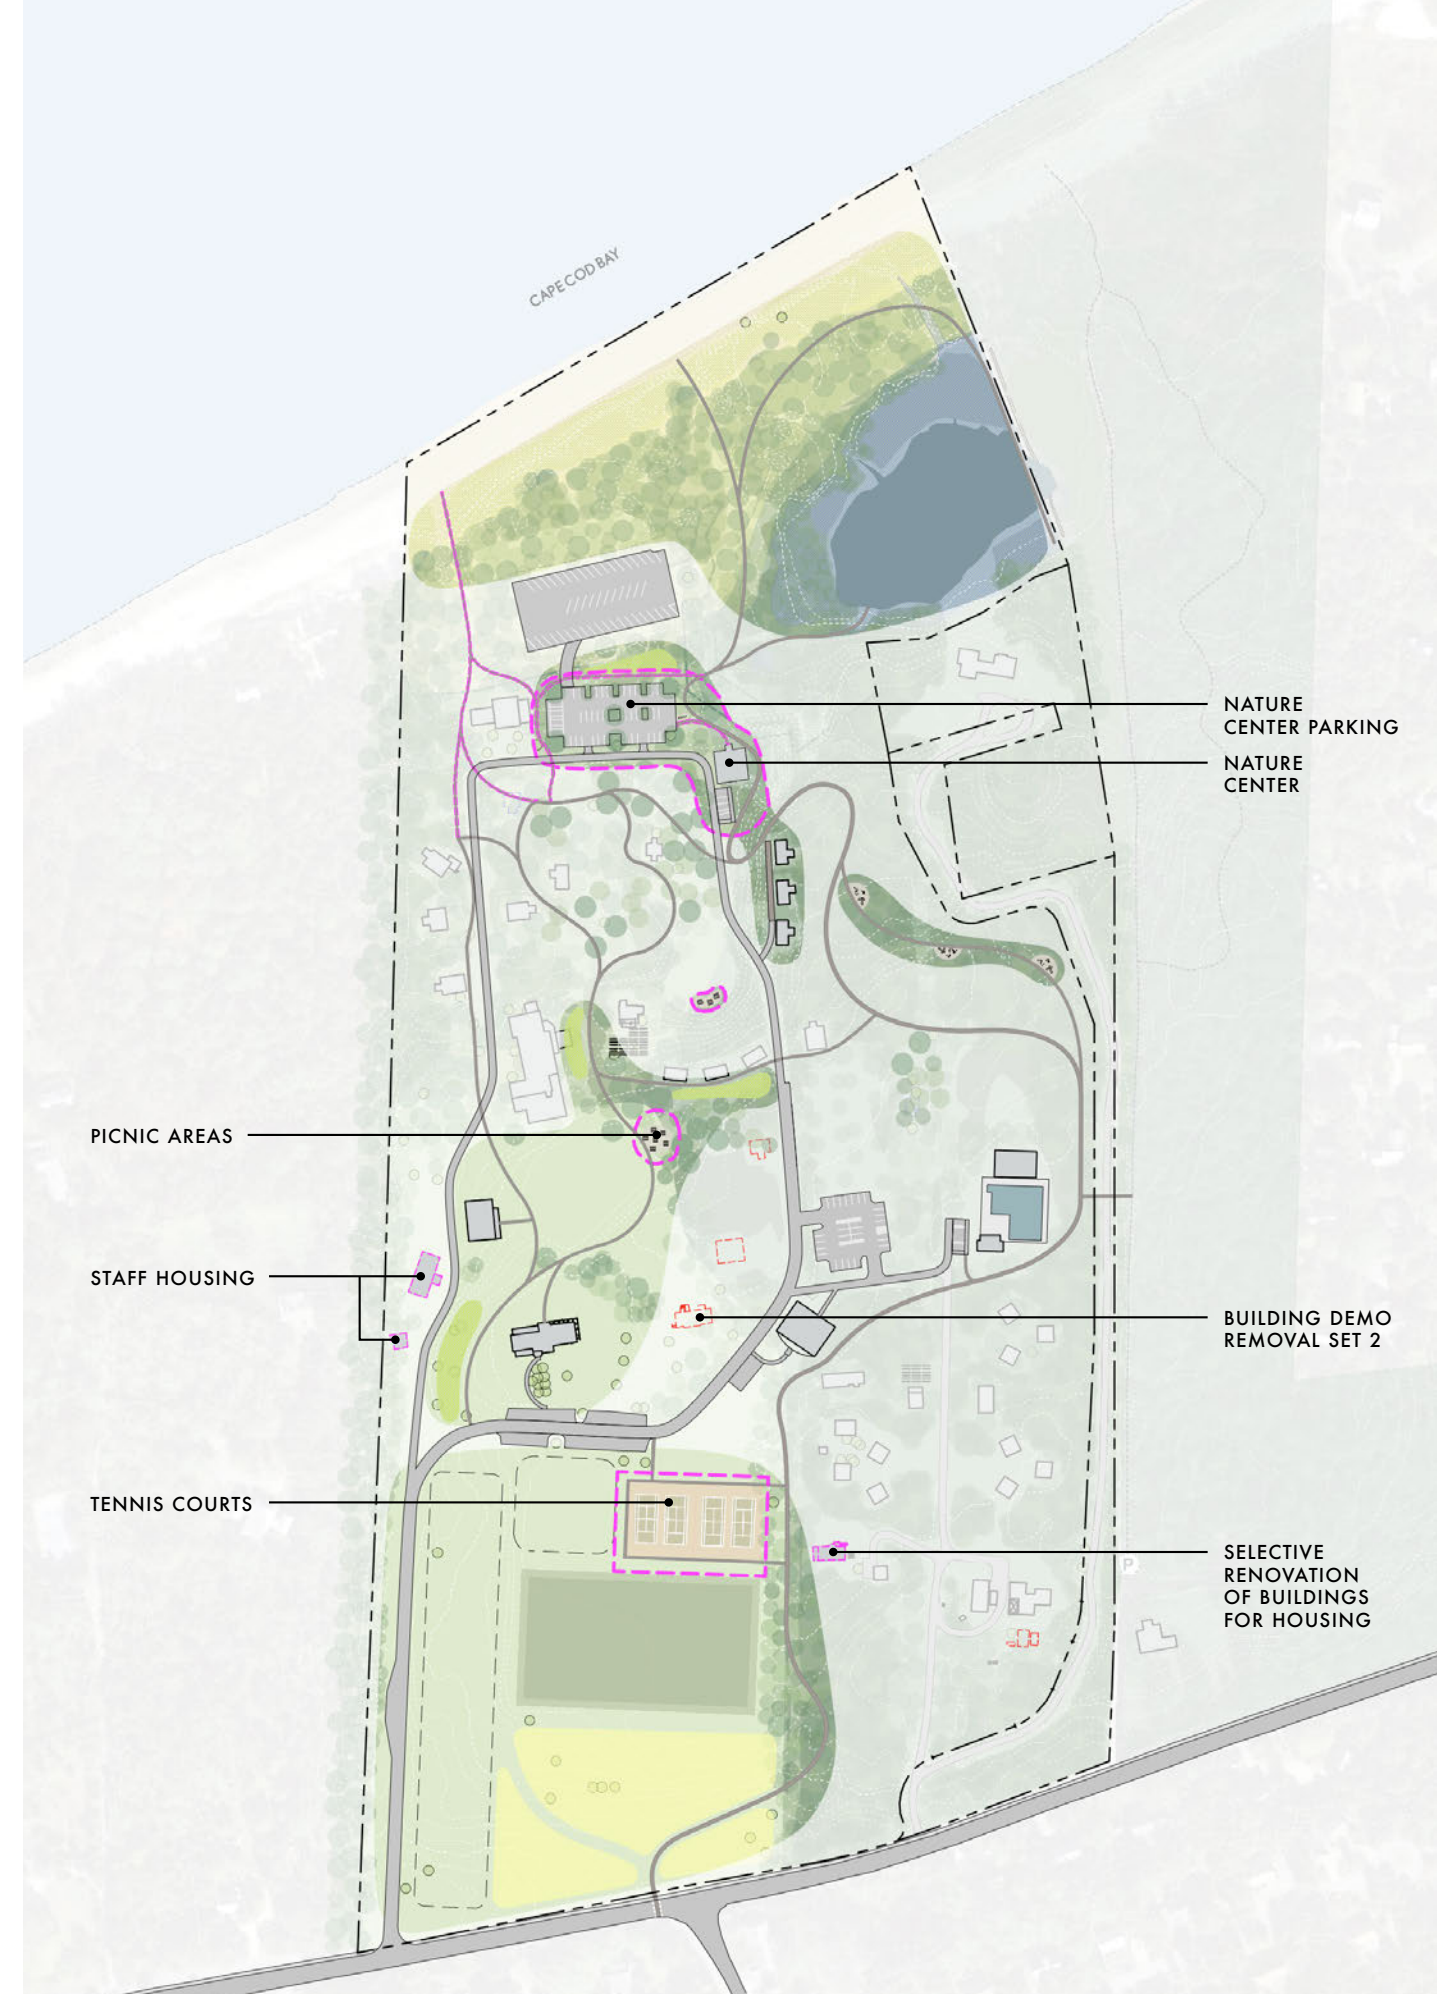 CAPE COD BAY
NATURE
CENTER PARKING
NATURE
CENTER
PICNIC AREAS
STAFF HOUSING
BUILDING DEMO
REMOVAL SET 2
TENNIS COURTS
SELECTIVE
RENOVATION
OF BUILDINGS
FOR HOUSING
P